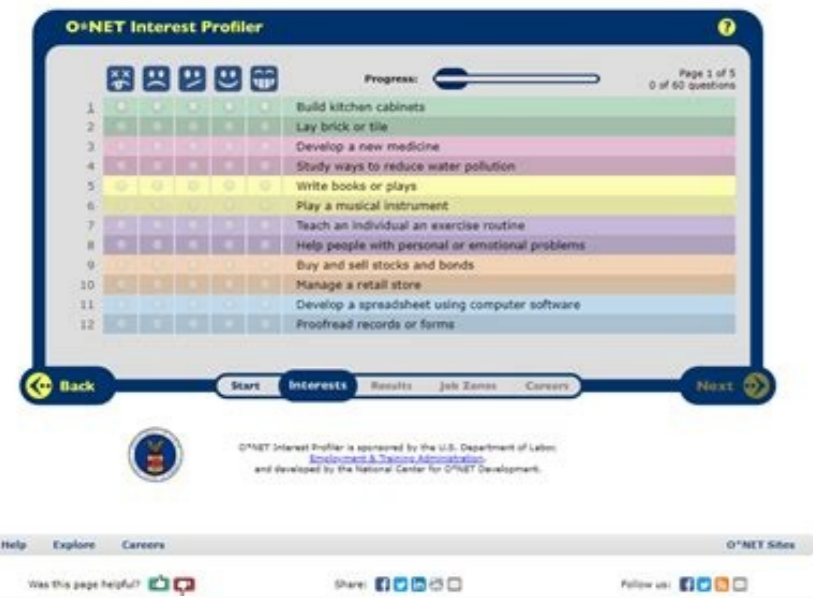 O*NET Interest Profiler
?
Progress:
Page 1 of 5
0 of 60 questions
1 Build kitchen cabinets
2 Lay brick or tile
3 Develop a new medicine
4 Study ways to reduce water pollution
5 Write books or plays
6 Play a musical instrument
7 Teach an individual an exercise routine
8 Help people with personal or emotional problems
9 Buy and sell stocks and bonds
10 Manage a retail store
11 Develop a spreadsheet using computer software
12 Proofread records or forms
Back Start Interests Results Job Zones Careers Next
O*NET Interest Profiler is sponsored by the U.S. Department of Labor,
Employment & Training Administration,
and developed by the National Center for O*NET Development.
Help Explore Careers O*NET Sites
Was this page helpful? Share: Follow us: